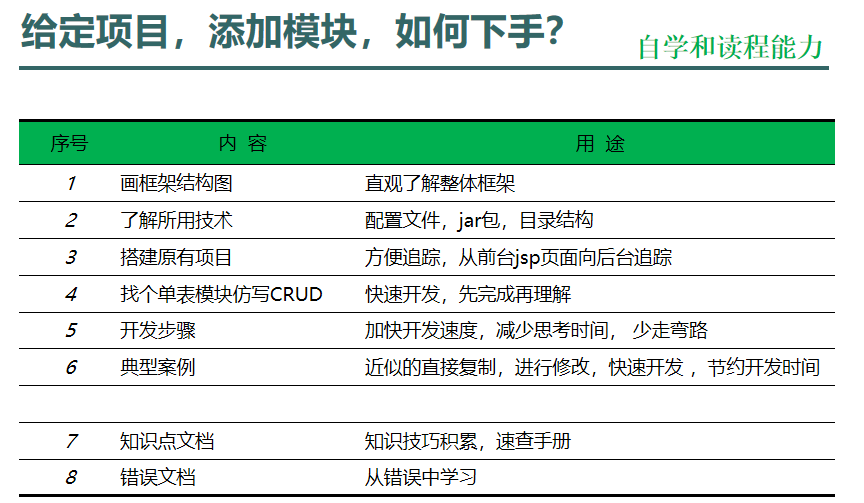 给定项目，添加模块，如何下手？
自学和读程能力
序号 内 容 用 途
1 画框架结构图 直观了解整体框架
2 了解所用技术 配置文件，jar包，目录结构
3 搭建原有项目 方便追踪，从前台jsp页面向后台追踪
4 找个单表模块仿写CRUD 快速开发，先完成再理解
5 开发步骤 加快开发速度，减少思考时间， 少走弯路
6 典型案例 近似的直接复制，进行修改，快速开发 ，节约开发时间
7 知识点文档 知识技巧积累，速查手册
8 错误文档 从错误中学习